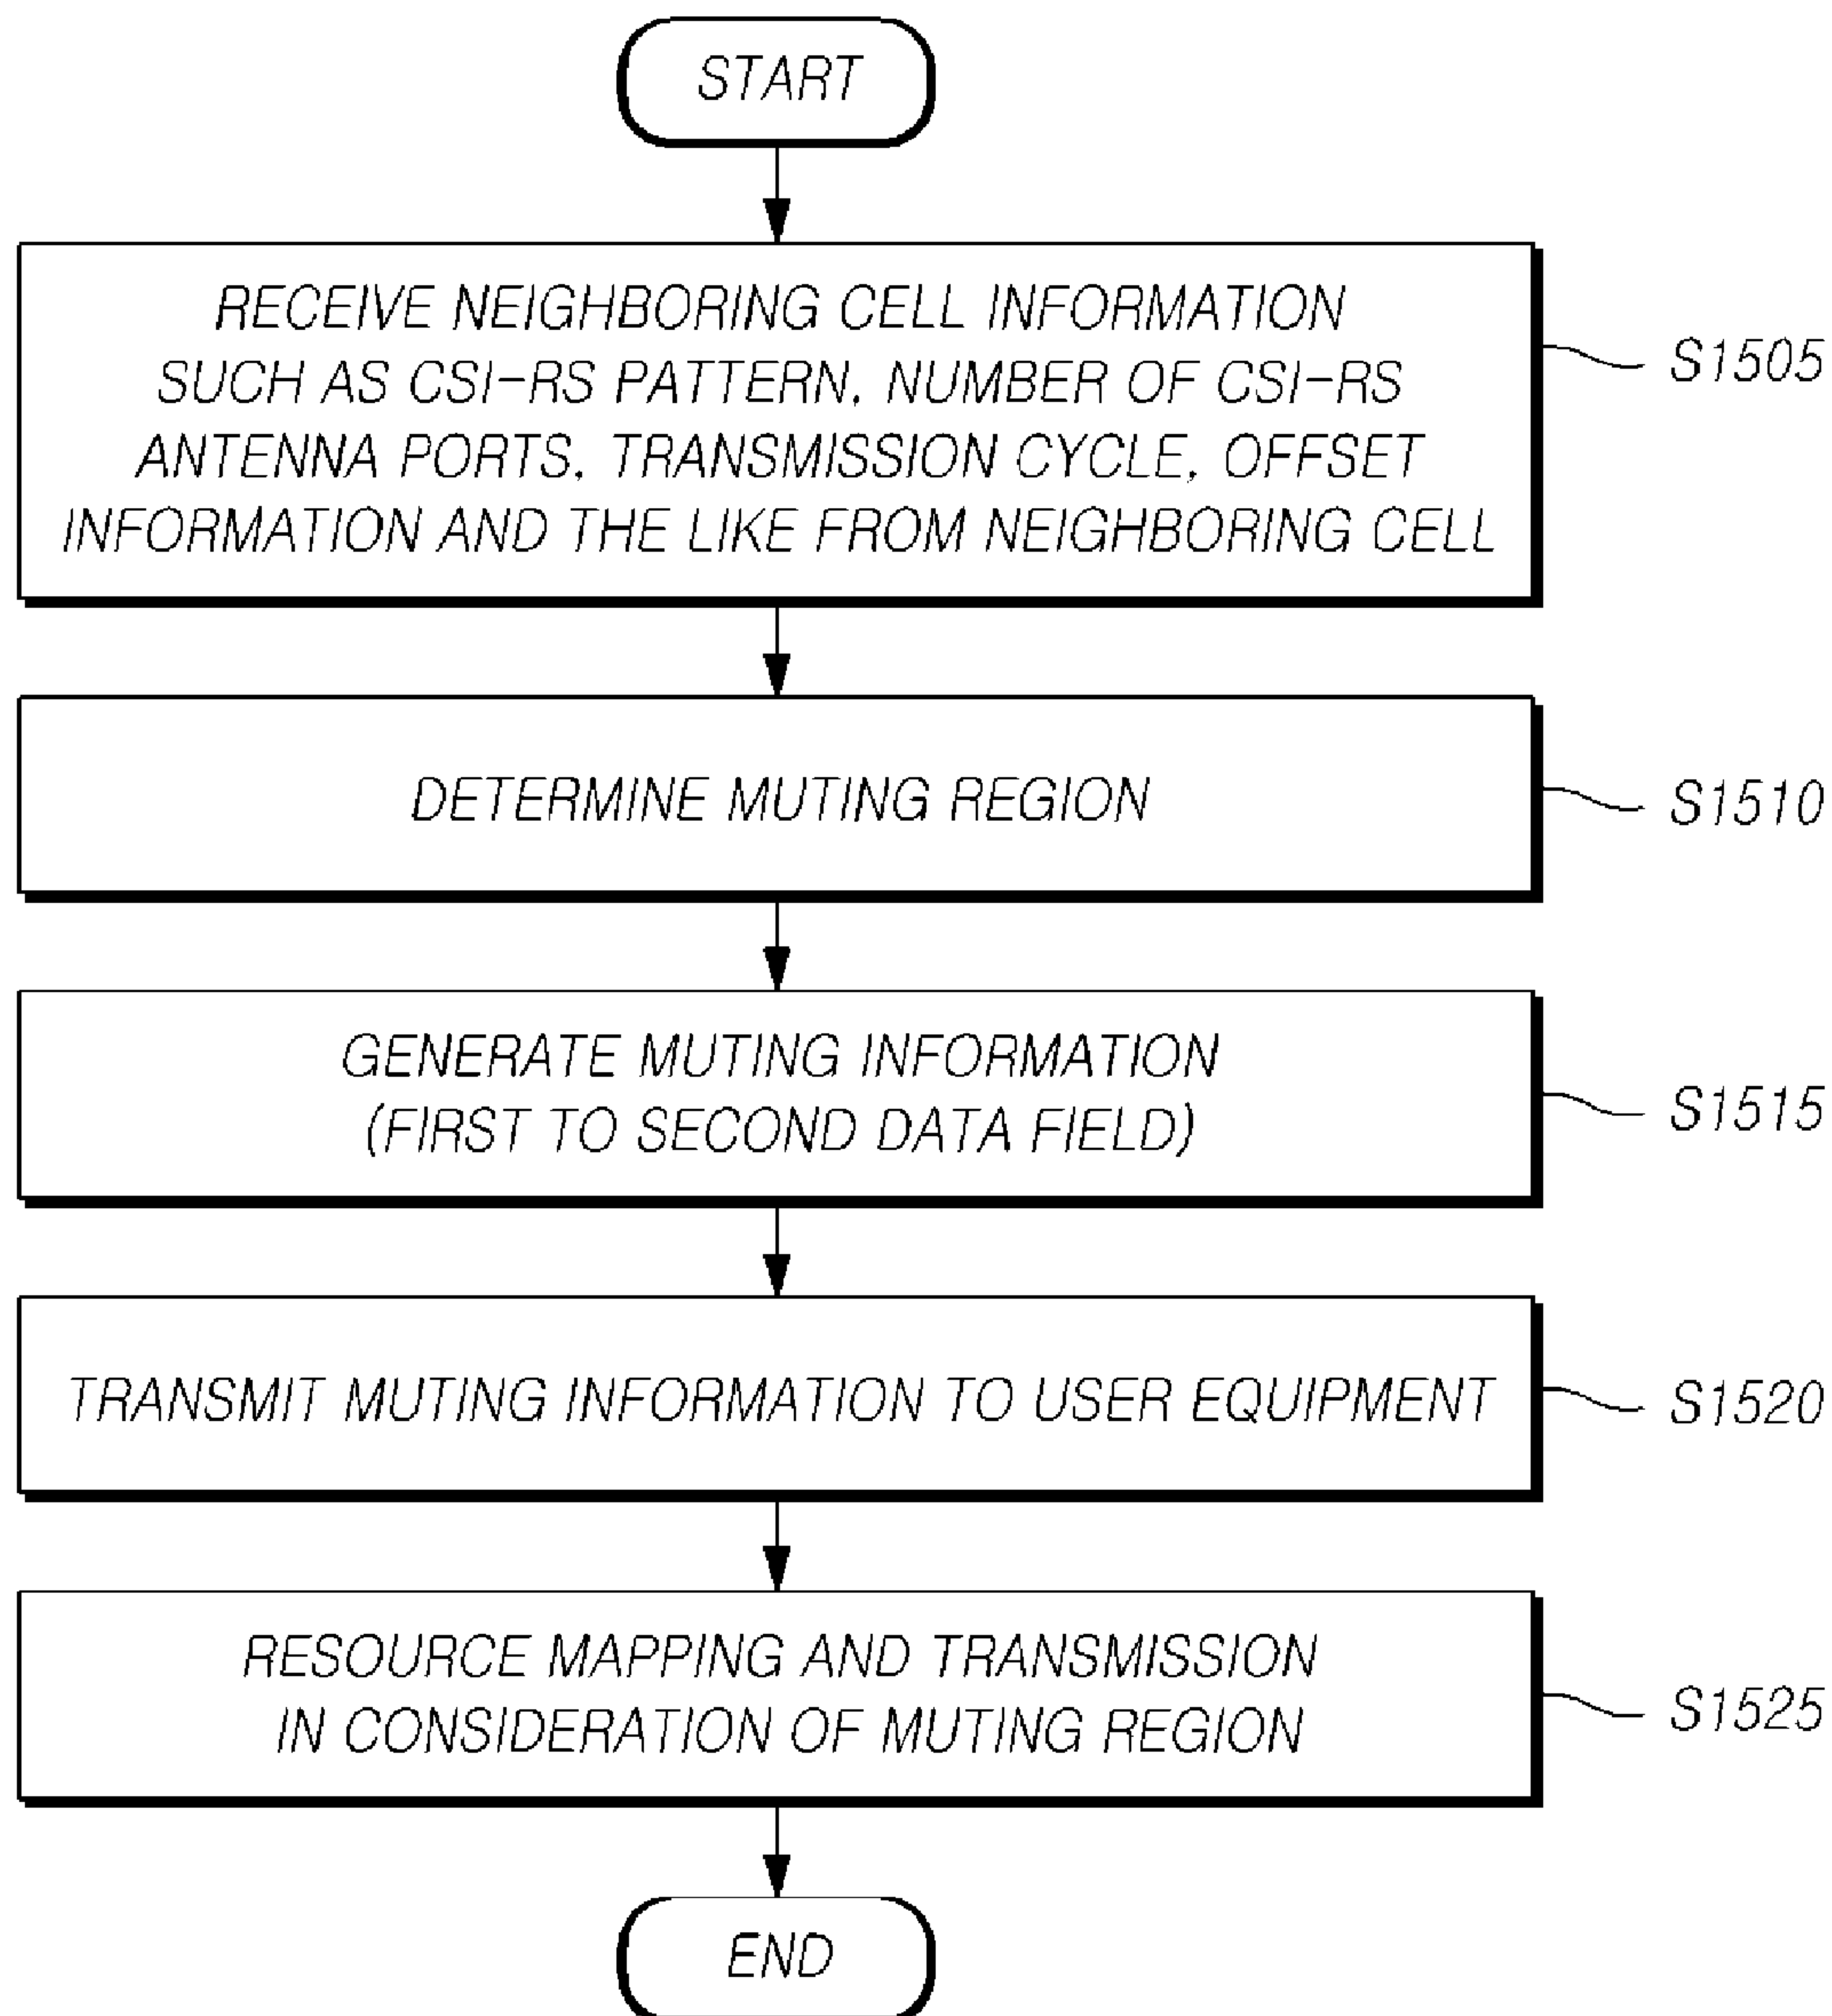 START
RECEIVE NEIGHBORING CELL INFORMATION
SUCH AS CSI-RS PATTERN, NUMBER OF CSI-RS
ANTENNA PORTS, TRANSMISSION CYCLE, OFFSET
INFORMATION AND THE LIKE FROM NEIGHBORING CELL
S1505
DETERMINE MUTING REGION
S1510
GENERATE MUTING INFORMATION
(FIRST TO SECOND DATA FIELD)
S1515
TRANSMIT MUTING INFORMATION TO USER EQUIPMENT
S1520
RESOURCE MAPPING AND TRANSMISSION
IN CONSIDERATION OF MUTING REGION
S1525
END